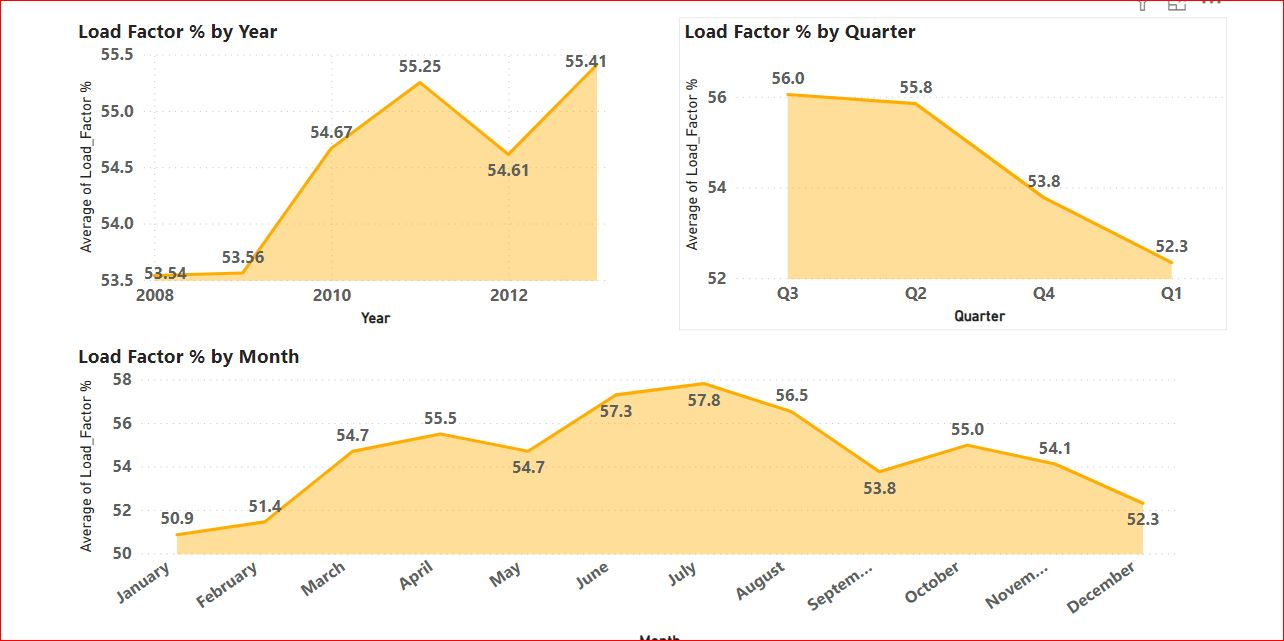 Load Factor % by Year
55.5
55.0
54.5
54.0
53.5
Average of Load_Factor %
53.54
53.56
54.67
55.25
54.61
55.41
2008 2010 2012
Year
Load Factor % by Quarter
56
54
52
Average of Load_Factor %
56.0
55.8
53.8
52.3
Q3 Q2 Q4 Q1
Quarter
Load Factor % by Month
58
56
54
52
50
Average of Load_Factor %
50.9
51.4
54.7
55.5
54.7
57.3
57.8
56.5
53.8
55.0
54.1
52.3
January February March April May June July August Septem... October Novem... December
Month